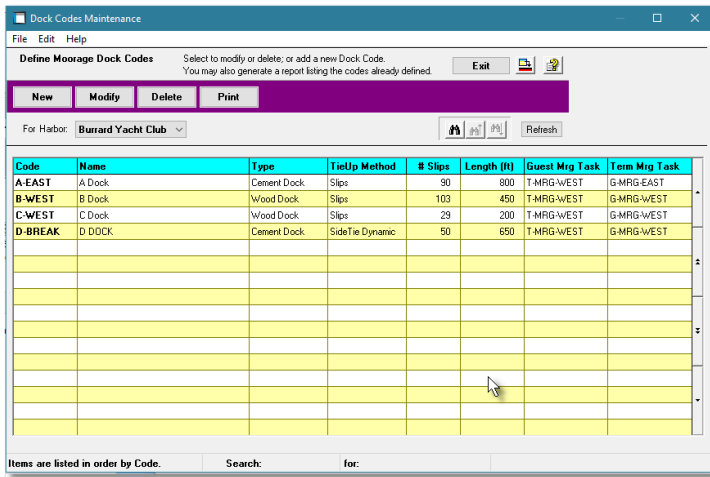 Dock Codes Maintenance
File Edit Help
Define Moorage Dock Codes
Select to modify or delete; or add a new Dock Code.
You may also generate a report listing the codes already defined.
Exit
New Modify Delete Print
For Harbor: Burrard Yacht Club Refresh
Code Name Type TieUp Method # Slips Length (ft) Guest Mrg Task Term Mrg Task
A-EAST A Dock Cement Dock Slips 90 800 T-MRG-WEST G-MRG-EAST
B-WEST B Dock Wood Dock Slips 103 450 T-MRG-WEST G-MRG-WEST
C-WEST C Dock Wood Dock Slips 29 200 T-MRG-WEST G-MRG-WEST
D-BREAK D DOCK Cement Dock SideTie Dynamic 50 650 T-MRG-WEST G-MRG-WEST
Items are listed in order by Code. Search: for: